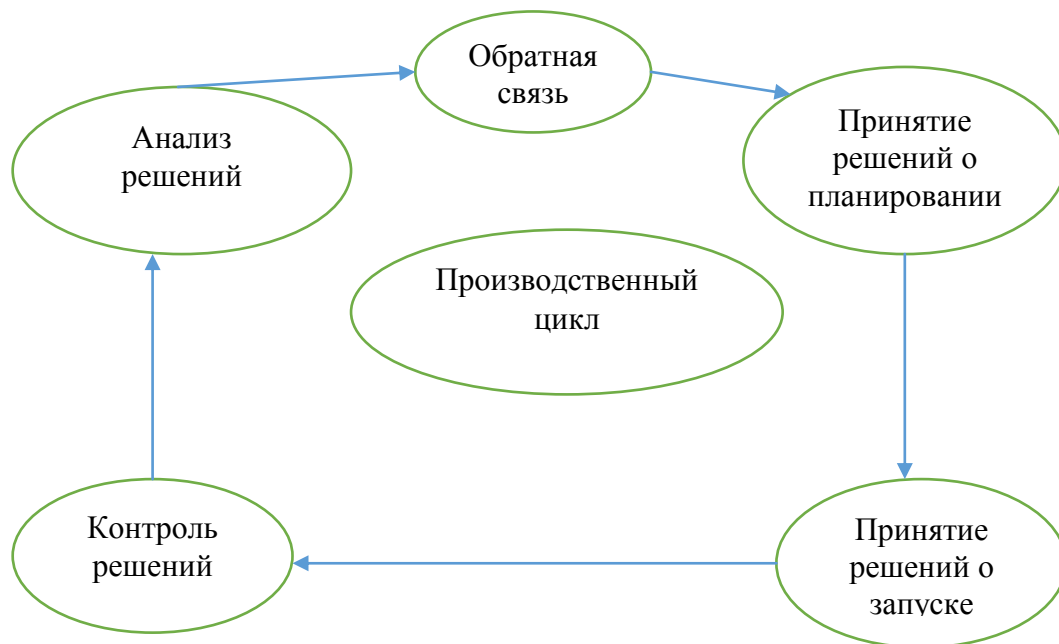 Обратная
связь
Анализ
решений
Принятие
решений о
планировании
Производственный
цикл
Контроль
решений
Принятие
решений о
запуске